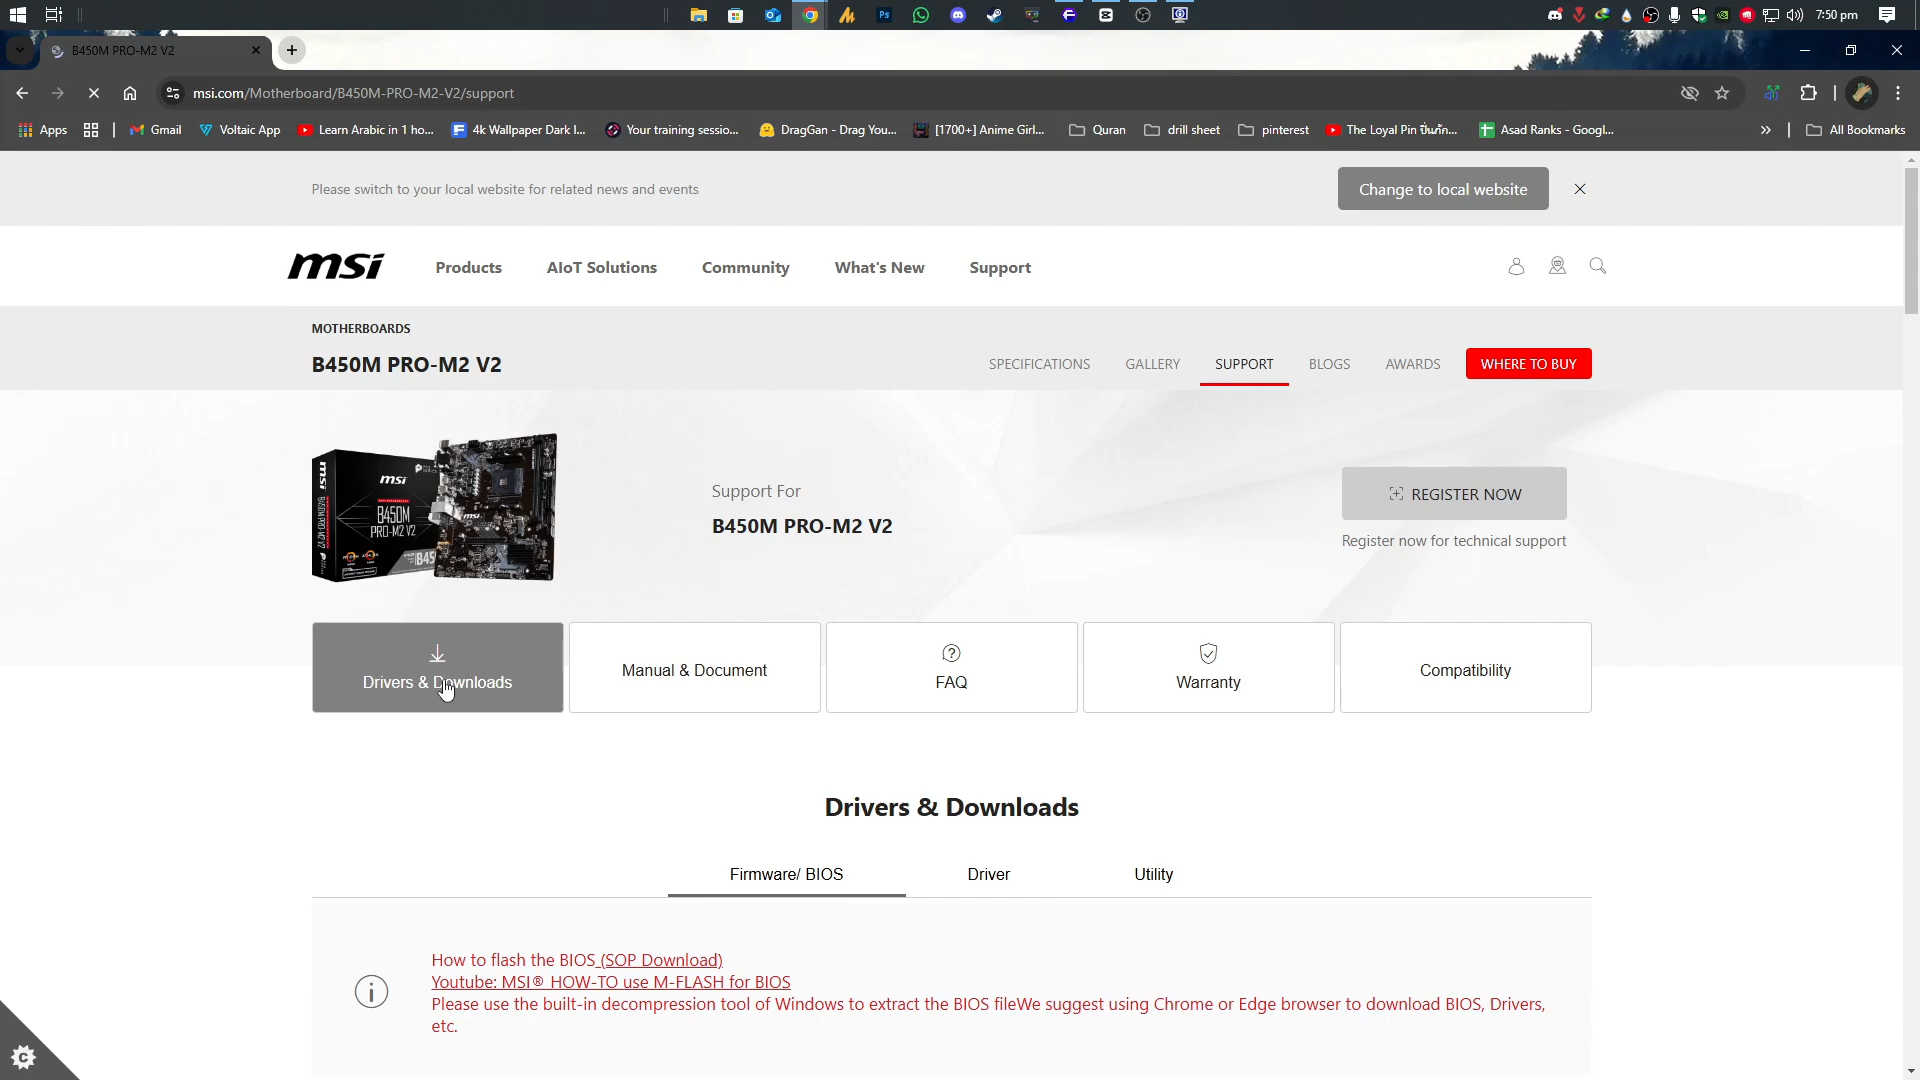 7:50 pm
B450M PRO-M2 V2
msi.com/Motherboard/B450M-PRO-M2-V2/support
Apps
Gmail
Voltaic App
Learn Arabic in 1 ho...
4k Wallpaper Dark I...
Your training sessio...
DragGan - Drag You...
[1700+] Anime Girl...
Quran
drill sheet
pinterest
Asad Ranks - Googl...
All Bookmarks
Please switch to your local website for related news and events
Change to local website
msi
Products
AIoT Solutions
Community
What's New
Support
MOTHERBOARDS
B450M PRO-M2 V2
SPECIFICATIONS
GALLERY
SUPPORT
BLOGS
AWARDS
WHERE TO BUY
msi
B450M
PRO-M2 V2
Support For
B450M PRO-M2 V2
REGISTER NOW
Register now for technical support
Drivers & Downloads
Manual & Document
FAQ
Warranty
Compatibility
Drivers & Downloads
Firmware/ BIOS
Driver
Utility
How to flash the BIOS (SOP Download)
Youtube: MSI® HOW-TO use M-FLASH for BIOS
Please use the built-in decompression tool of Windows to extract the BIOS fileWe suggest using Chrome or Edge browser to download BIOS, Drivers,
etc.